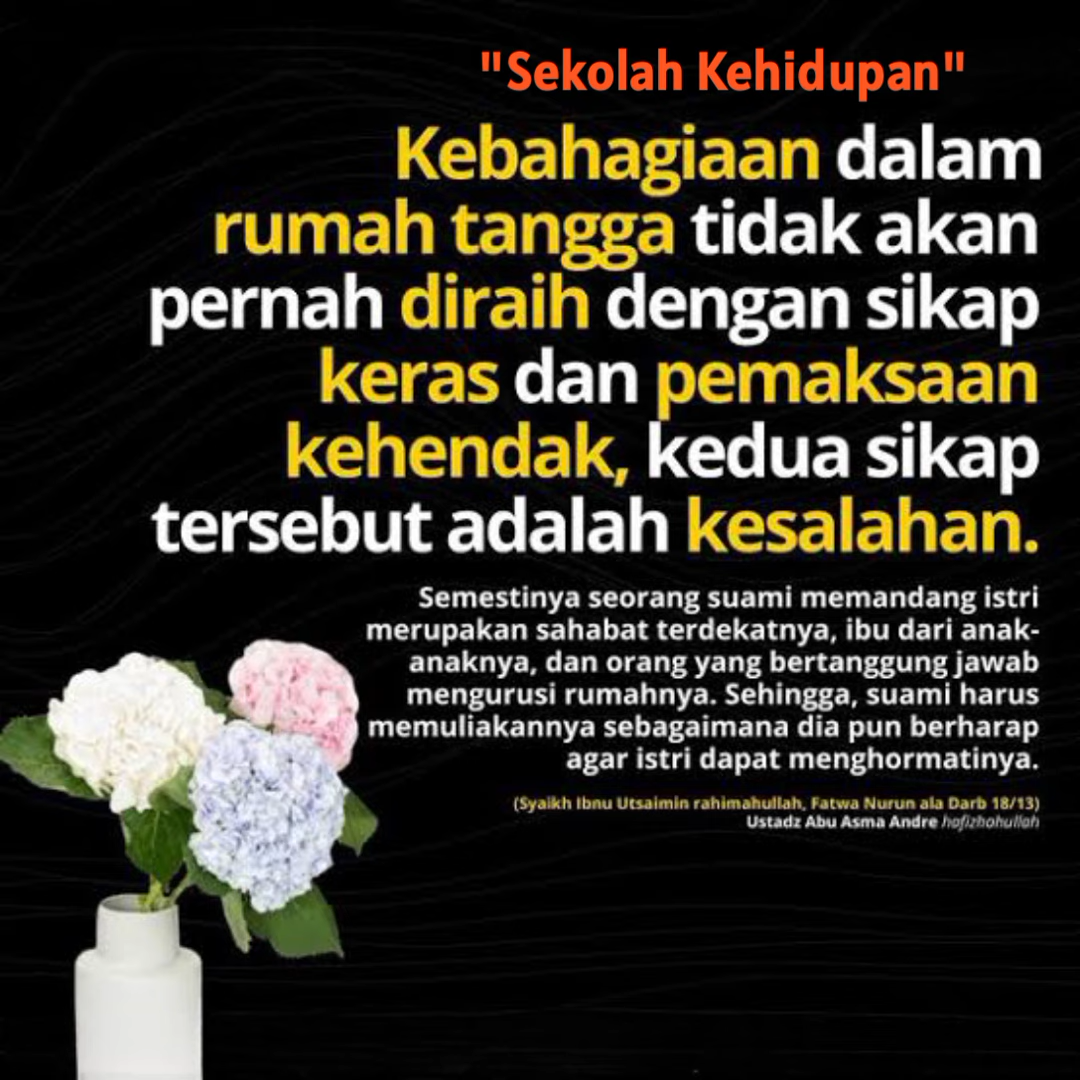 "Sekolah Kehidupan"
Kebahagiaan dalam
rumah tangga tidak akan
pernah diraih dengan sikap
keras dan pemaksaan
kehendak, kedua sikap
tersebut adalah kesalahan.
Semestinya seorang suami memandang istri
merupakan sahabat terdekatnya, ibu dari anak-
anaknya, dan orang yang bertanggung jawab
mengurusi rumahnya. Sehingga, suami harus
memuliakannya sebagaimana dia pun berharap
agar istri dapat menghormatinya.
(Syaikh Ibnu Utsaimin rahimahullah, Fatwa Nurun ala Darb 18/13)
Ustadz Abu Asma Andre hafizhahullah